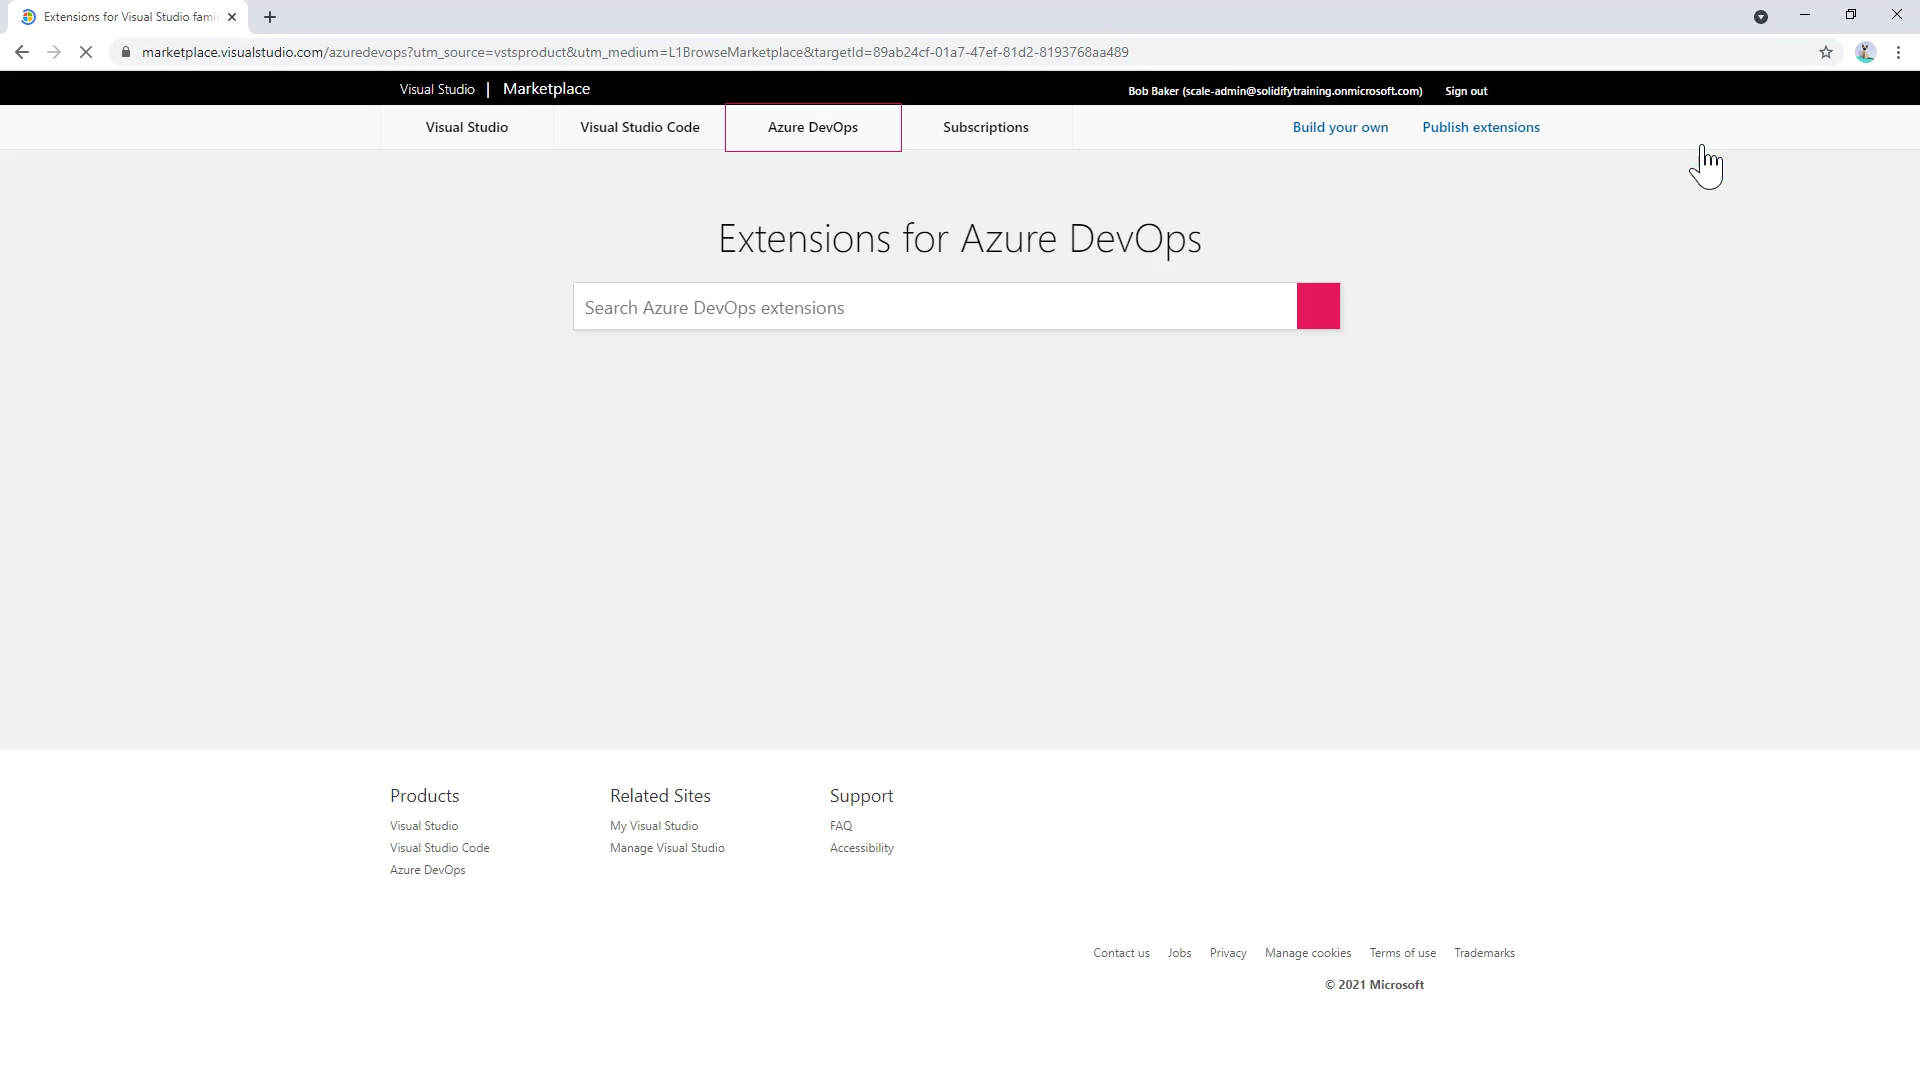 Extensions for Visual Studio fami
marketplace.visualstudio.com/azuredevops?utm_source=vstsproduct&utm_medium=L1BrowseMarketplace&targetId=89ab24cf-01a7-47ef-81d2-8193768aa489
Visual Studio | Marketplace
Bob Baker (scale-admin@solidifytraining.onmicrosoft.com) Sign out
Visual Studio Visual Studio Code Azure DevOps Subscriptions Build your own Publish extensions
Extensions for Azure DevOps
Search Azure DevOps extensions
Products Related Sites Support
Visual Studio My Visual Studio FAQ
Visual Studio Code Manage Visual Studio Accessibility
Azure DevOps
Contact us Jobs Privacy Manage cookies Terms of use Trademarks
© 2021 Microsoft